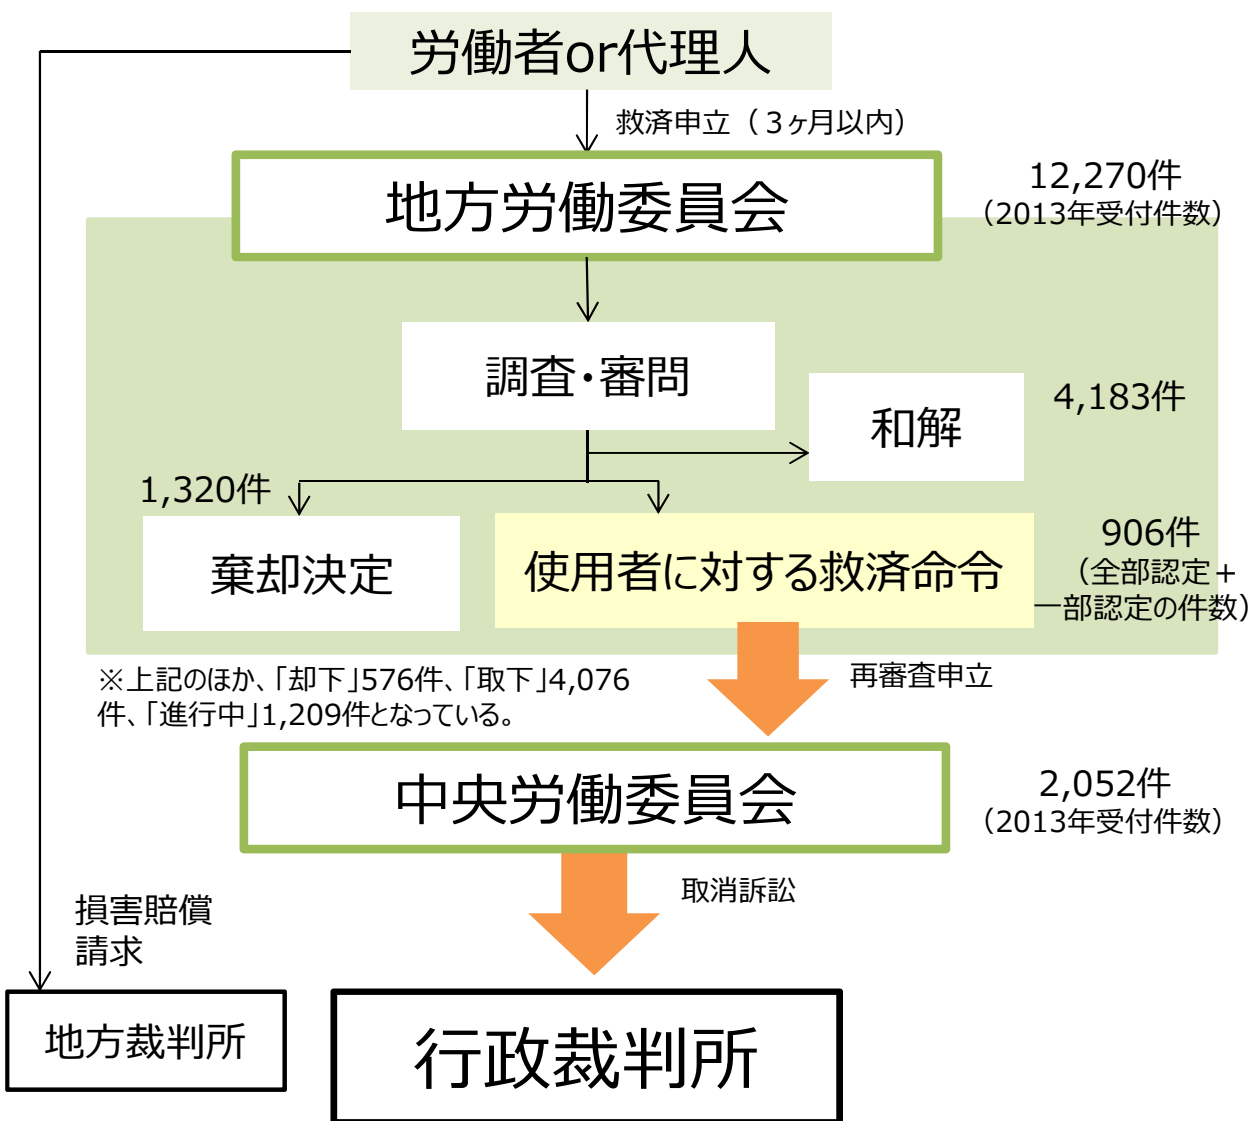 労働者or代理人
救済申立（３ヶ月以内）
地方労働委員会
12,270件
（2013年受付件数）
調査・審問
和解
4,183件
1,320件
棄却決定
使用者に対する救済命令
906件
（全部認定＋
一部認定の件数）
※上記のほか、「却下」576件、「取下」4,076
件、「進行中」1,209件となっている。
再審査申立
中央労働委員会
2,052件
（2013年受付件数）
取消訴訟
損害賠償
請求
地方裁判所
行政裁判所